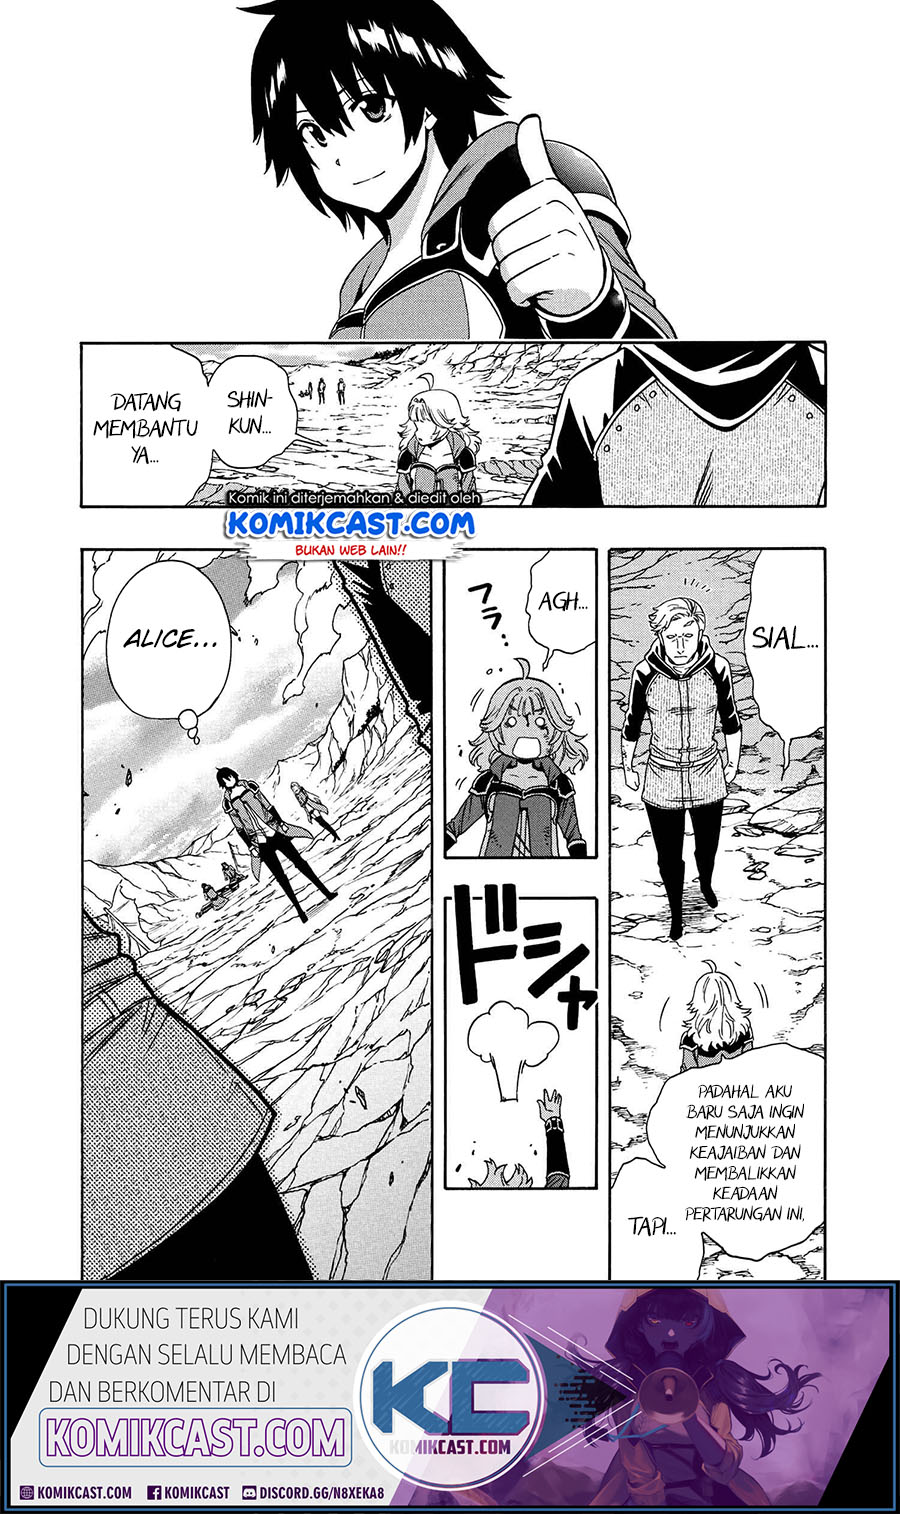 SHIN-
KUN...
DATANG
MEMBANTU
YA...
Komik ini diterjemahkan & diedit oleh
KOMIKCAST.COM
BUKAN WEB LAIN!!
SIAL...
PADAHAL AKU
BARU SAJA INGIN
MENUNJUKKAN
KEAJAIBAN DAN
MEMBALIKKAN
KEADAAN
PERTARUNGAN INI,
TAPI...
AGH...
フラ..
ドシャ
ALICE...
DUKUNG TERUS KAMI
DENGAN SELALU MEMBACA
DAN BERKOMENTAR DI
KOMIKCAST.COM
KC
KOMIKCAST.COM
KOMIKCAST.COM
KOMIKCAST
DISCORD.GG/N8XEKA8